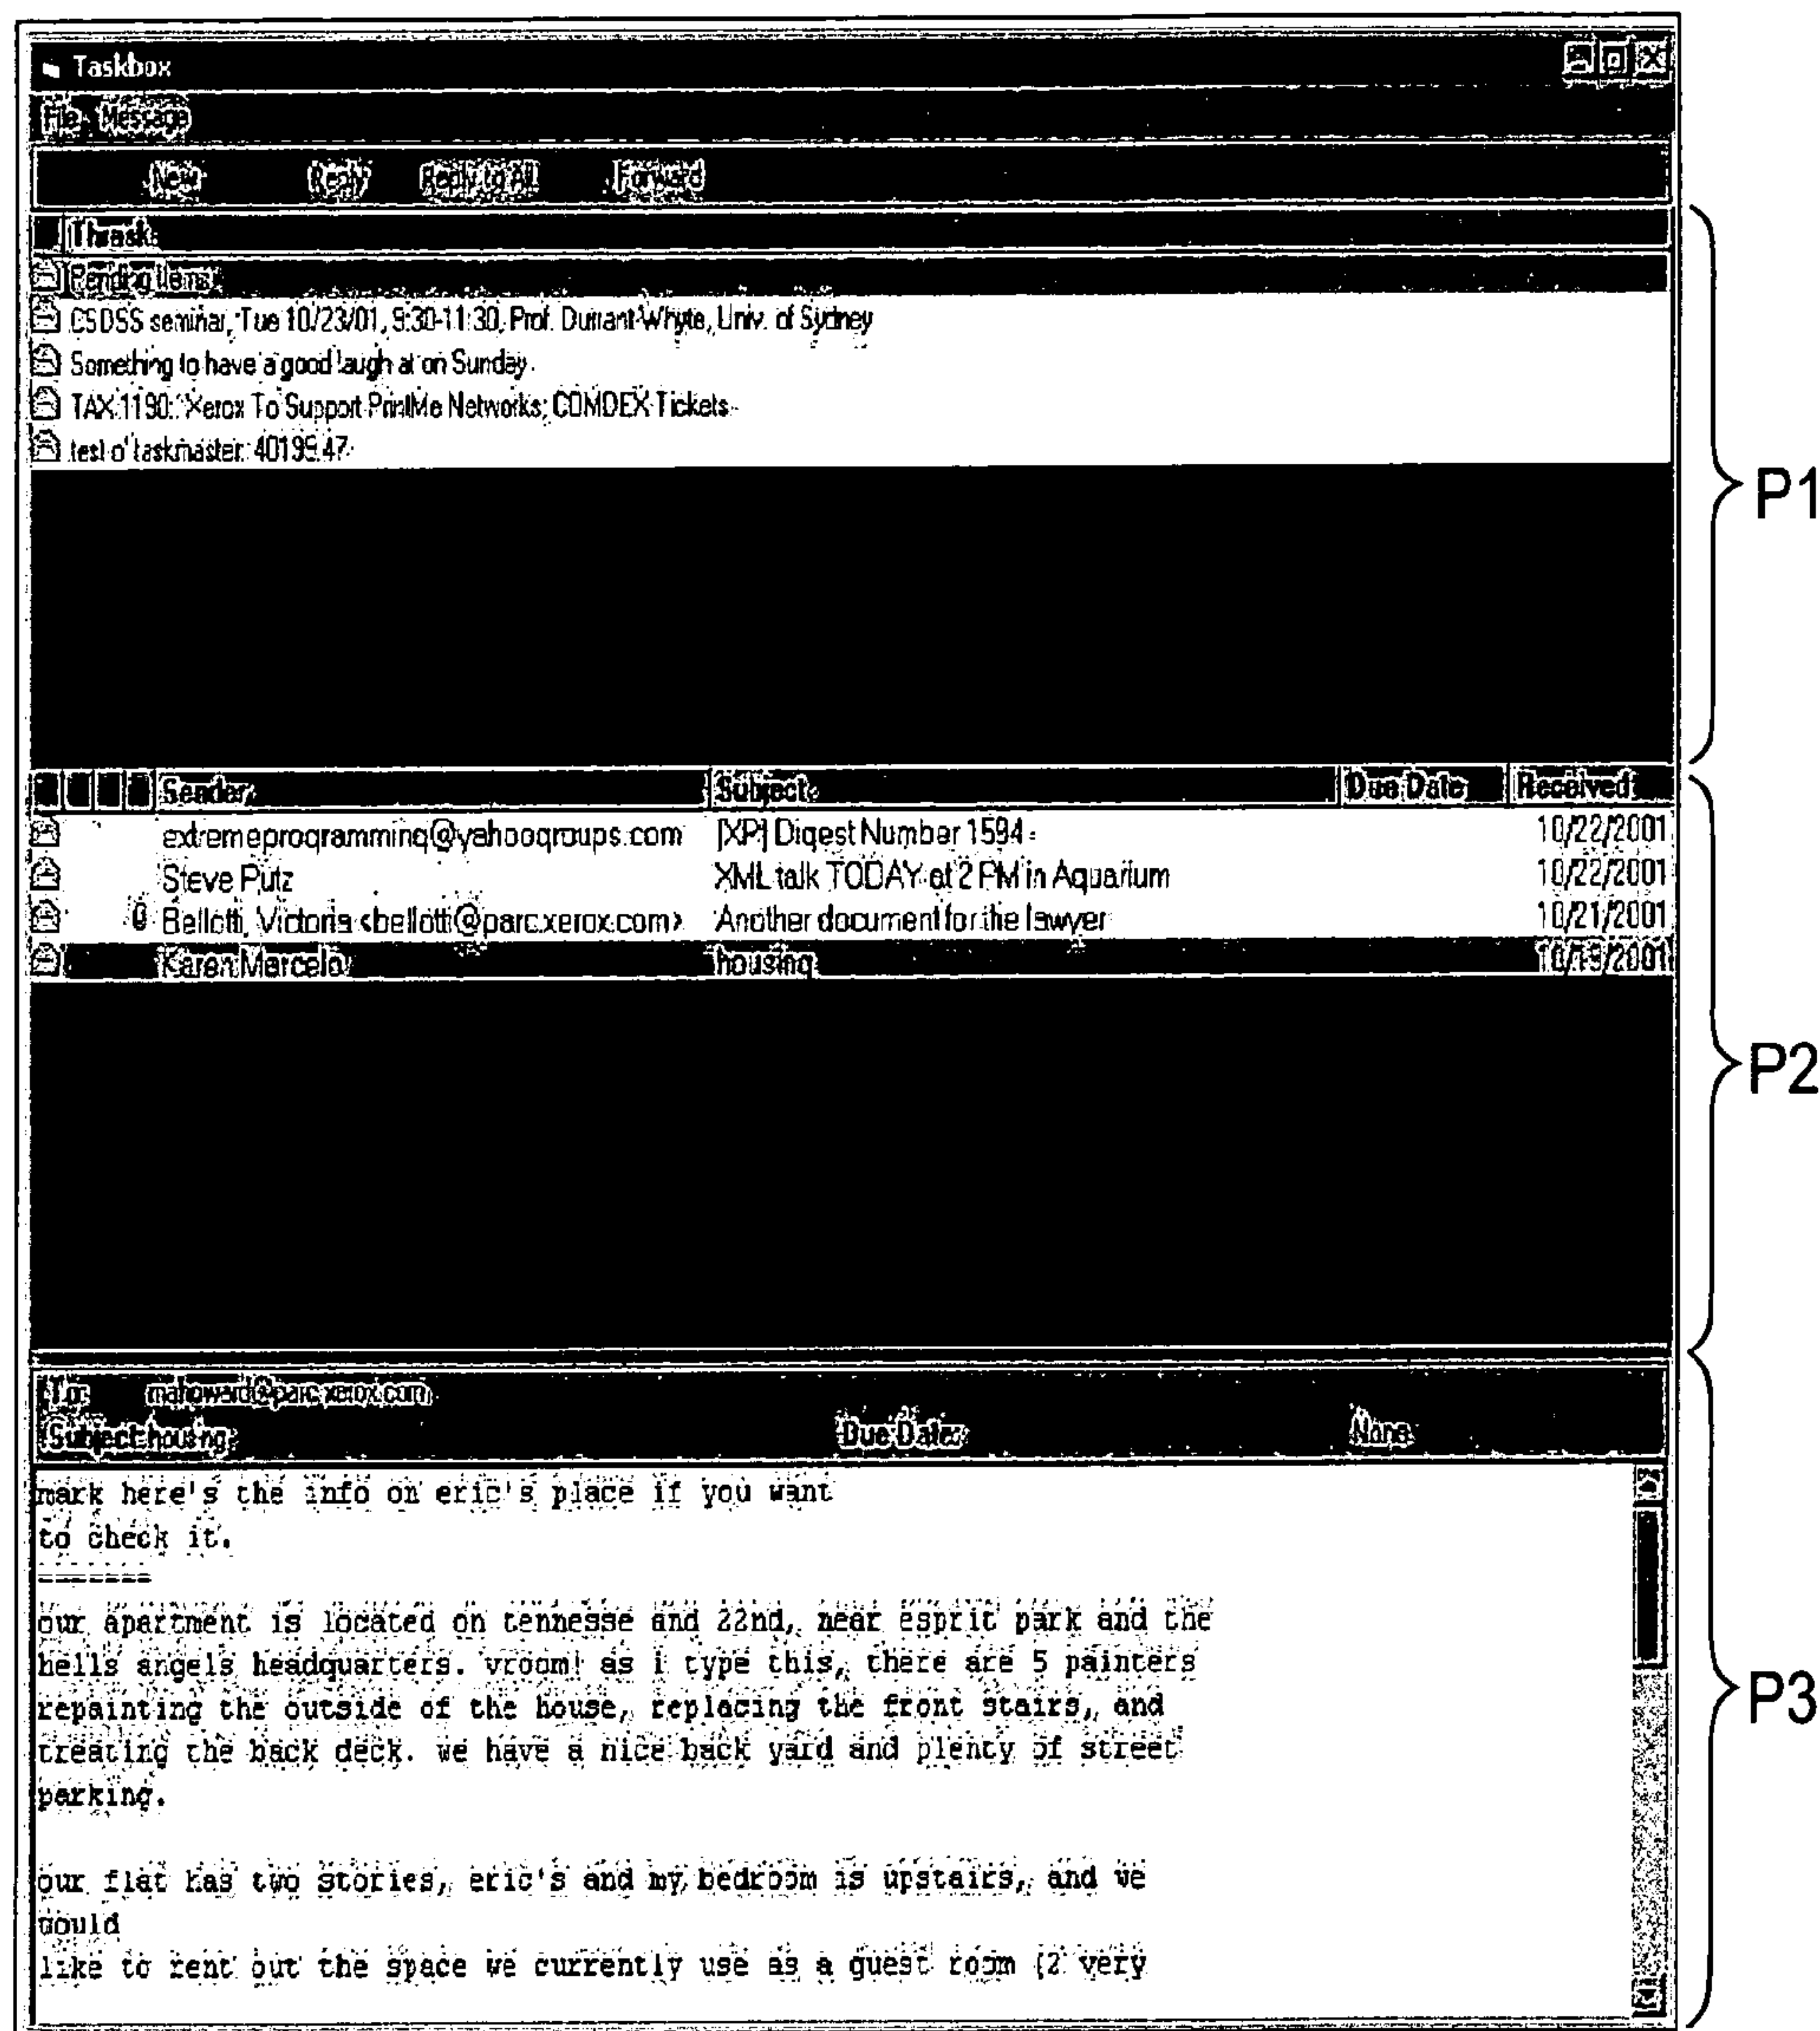 Taskbox
File Message
New Reply Reply to All Forward
Thrask
Pending Items
CSDSS seminar, Tue 10/23/01, 9:30-11:30, Prof. Durrant-Whyte, Univ. of Sydney
Something to have a good laugh at on Sunday
TAX 1190: Xerox To Support PrintMe Networks; COMDEX Tickets
test o' taskmaster: 40199.47
P1
Sender Subject Due Date Received
extremeprogramming@yahoogroups.com [XP] Digest Number 1594 10/22/2001
Steve Putz XML talk TODAY at 2 PM in Aquarium 10/22/2001
Bellotti, Victoria <bellotti@parc.xerox.com> Another document for the lawyer 10/21/2001
Karen Marcelo housing 10/19/2001
P2
To: mahoward@parc.xerox.com
Subject: housing Due Date: None
mark here's the info on eric's place if you want
to check it.
=======
our apartment is located on tennesse and 22nd, near esprit park and the
hells angels headquarters. vroom! as i type this, there are 5 painters
repainting the outside of the house, replacing the front stairs, and
treating the back deck. we have a nice back yard and plenty of street
parking.
P3
our flat has two stories, eric's and my bedroom is upstairs, and we
would
like to rent out the space we currently use as a guest room (2 very